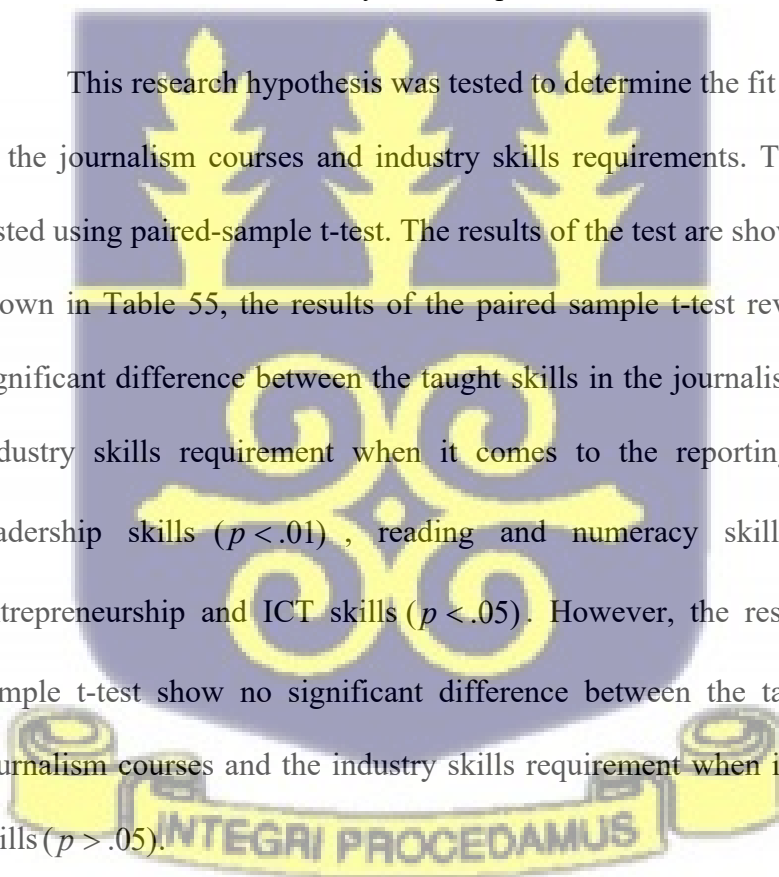 This research hypothesis was tested to determine the fit
the journalism courses and industry skills requirements. T
sted using paired-sample t-test. The results of the test are show
own in Table 55, the results of the paired sample t-test rev
gnificant difference between the taught skills in the journalis
dustry skills requirement when it comes to the reporting
adership skills (p < .01) , reading and numeracy skill
ntrepreneurship and ICT skills (p < .05). However, the res
mple t-test show no significant difference between the ta
urnalism courses and the industry skills requirement when i
ills (p > .05).
INTEGRI PROCEDAMUS